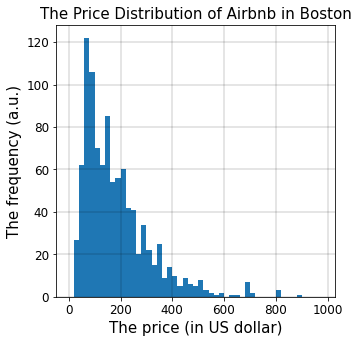 The Price Distribution of Airbnb in Boston
The frequency (a.u.)
120
100
80
60
40
20
0
0 200 400 600 800 1000
The price (in US dollar)